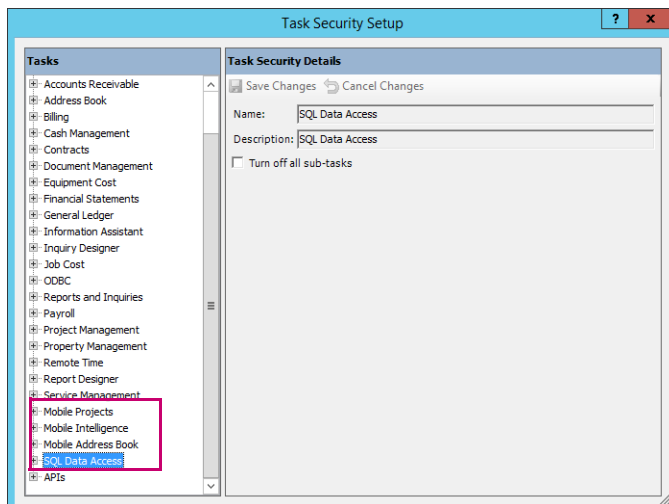 Task Security Setup
? x
Tasks
Accounts Receivable
Address Book
Billing
Cash Management
Contracts
Document Management
Equipment Cost
Financial Statements
General Ledger
Information Assistant
Inquiry Designer
Job Cost
ODBC
Reports and Inquiries
Payroll
Project Management
Property Management
Remote Time
Report Designer
Service Management
Mobile Projects
Mobile Intelligence
Mobile Address Book
SQL Data Access
APIs
Task Security Details
Save Changes Cancel Changes
Name: SQL Data Access
Description: SQL Data Access
Turn off all sub-tasks